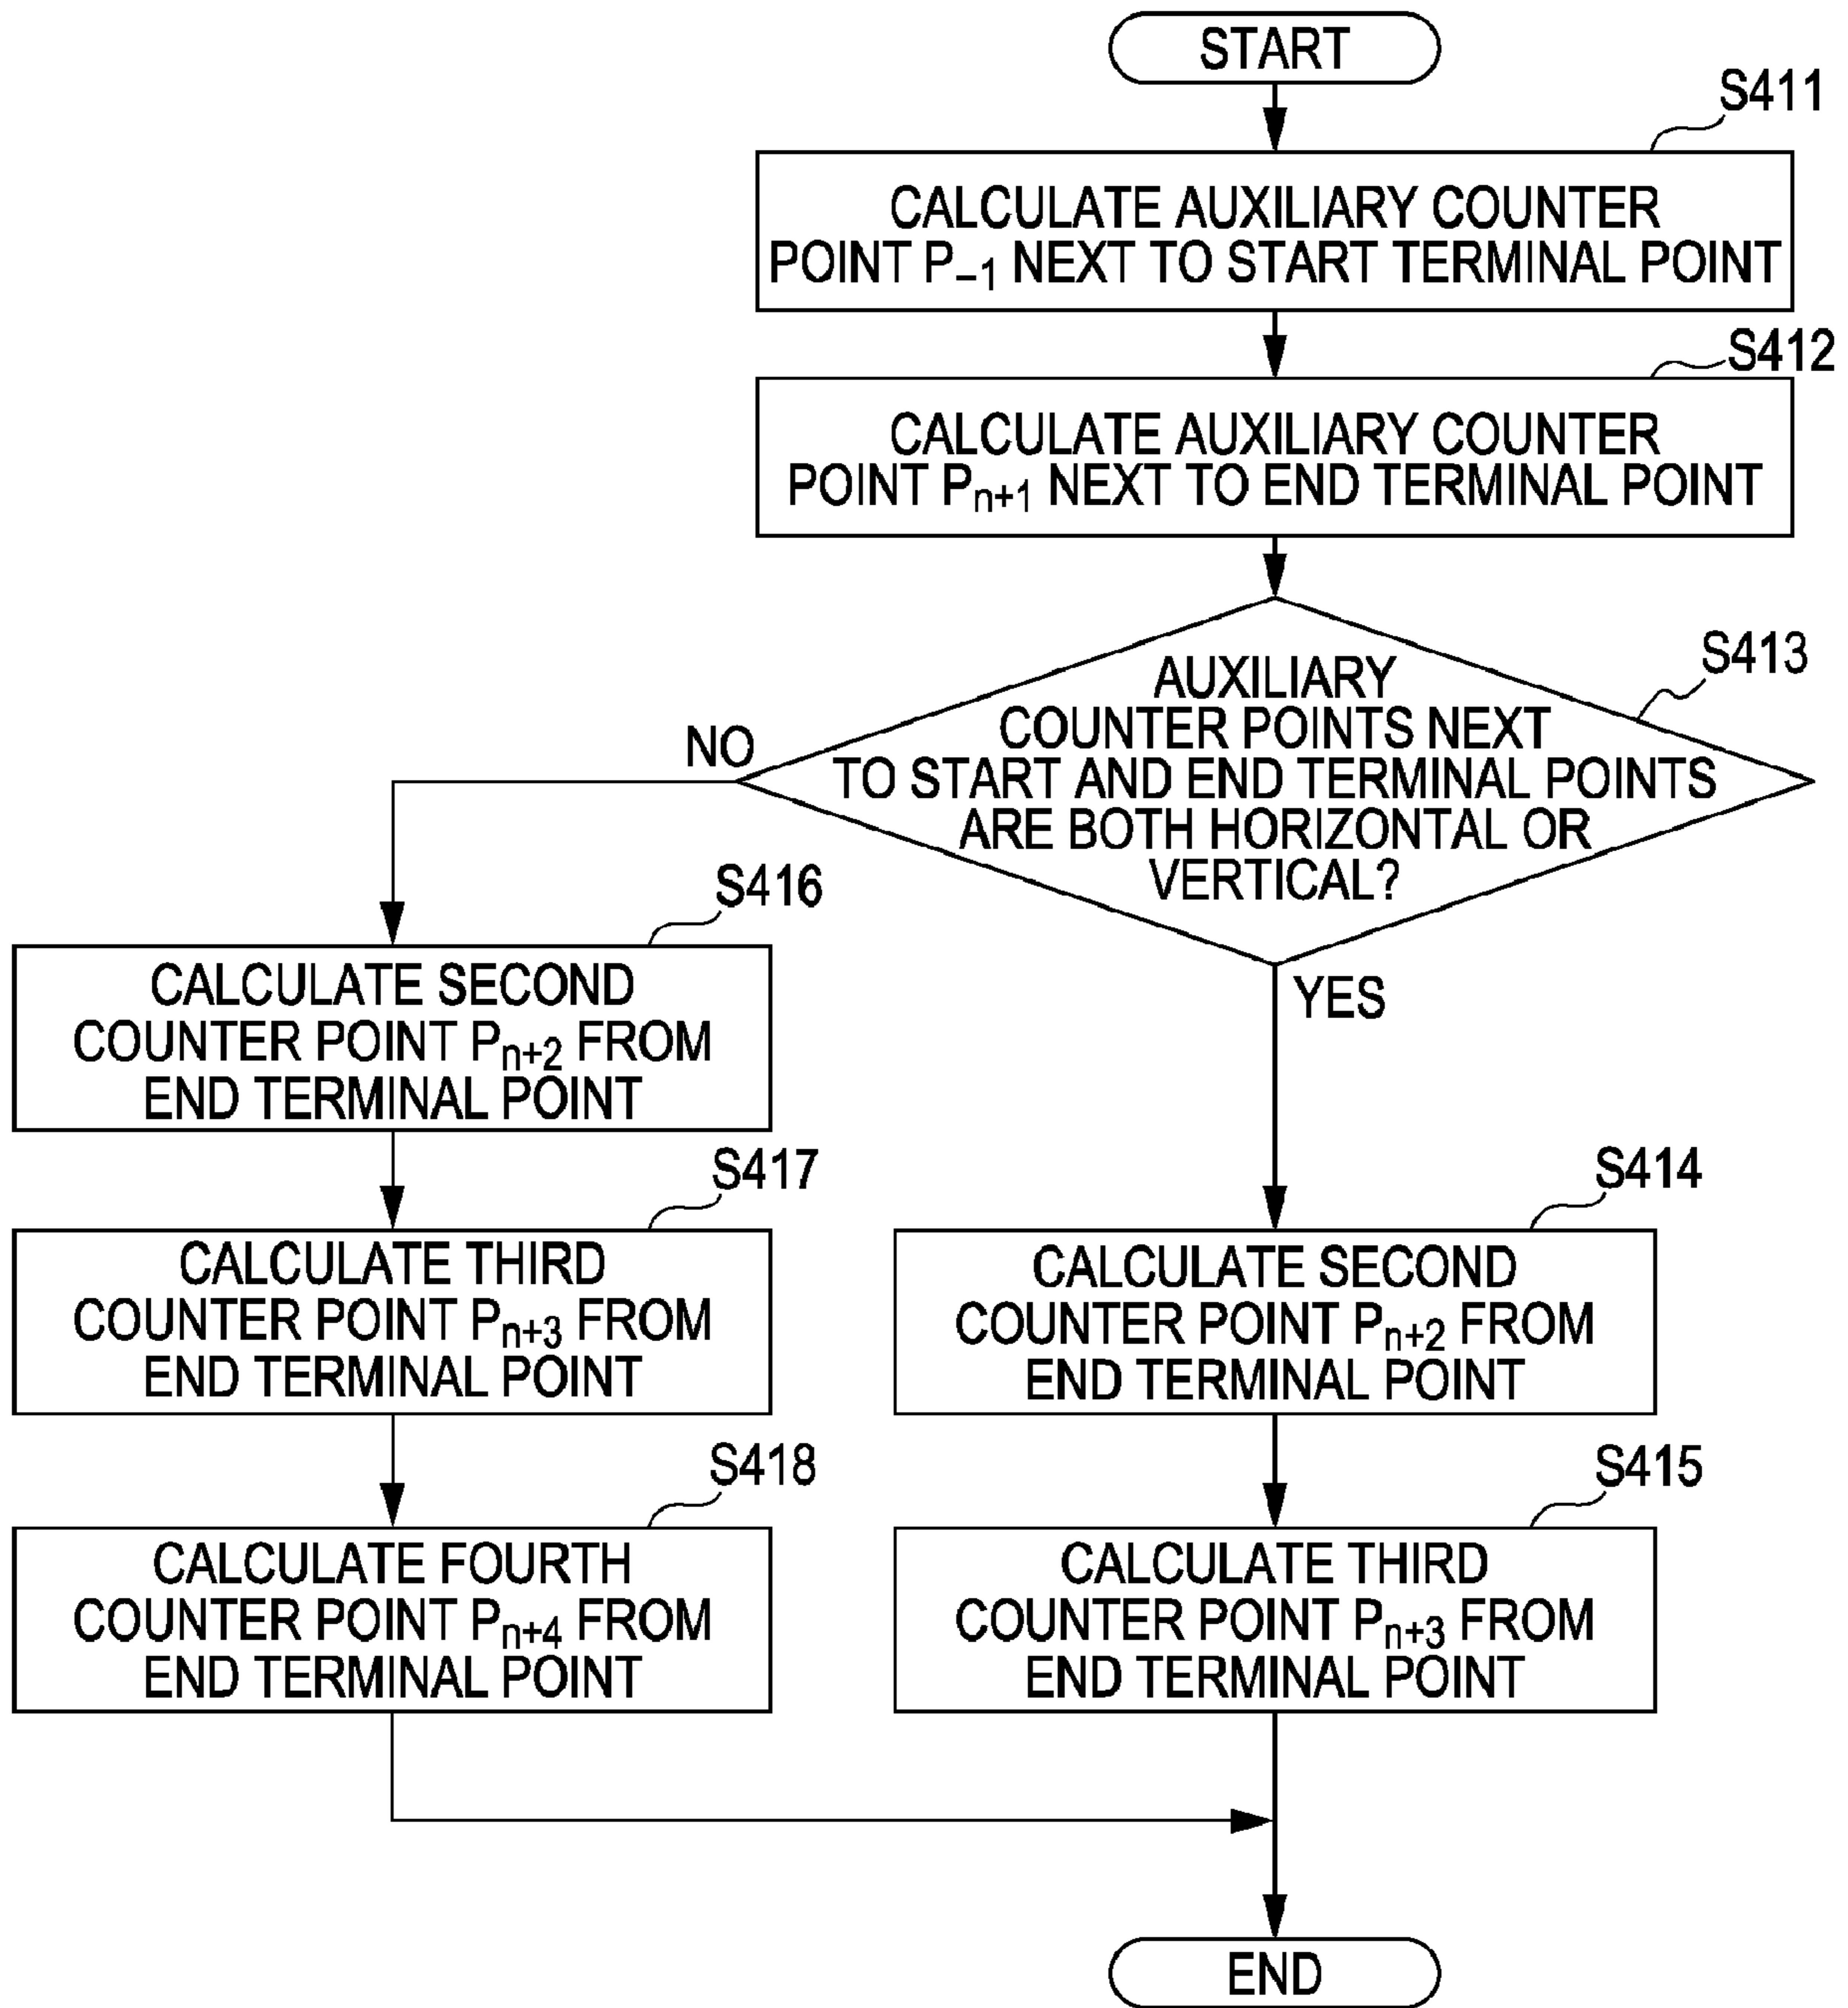 START
S411
CALCULATE AUXILIARY COUNTER
POINT P₋₁ NEXT TO START TERMINAL POINT
S412
CALCULATE AUXILIARY COUNTER
POINT Pₙ₊₁ NEXT TO END TERMINAL POINT
S413
AUXILIARY
COUNTER POINTS NEXT
TO START AND END TERMINAL POINTS
ARE BOTH HORIZONTAL OR
VERTICAL?
NO
YES
S416
CALCULATE SECOND
COUNTER POINT Pₙ₊₂ FROM
END TERMINAL POINT
S417
CALCULATE THIRD
COUNTER POINT Pₙ₊₃ FROM
END TERMINAL POINT
S418
CALCULATE FOURTH
COUNTER POINT Pₙ₊₄ FROM
END TERMINAL POINT
S414
CALCULATE SECOND
COUNTER POINT Pₙ₊₂ FROM
END TERMINAL POINT
S415
CALCULATE THIRD
COUNTER POINT Pₙ₊₃ FROM
END TERMINAL POINT
END